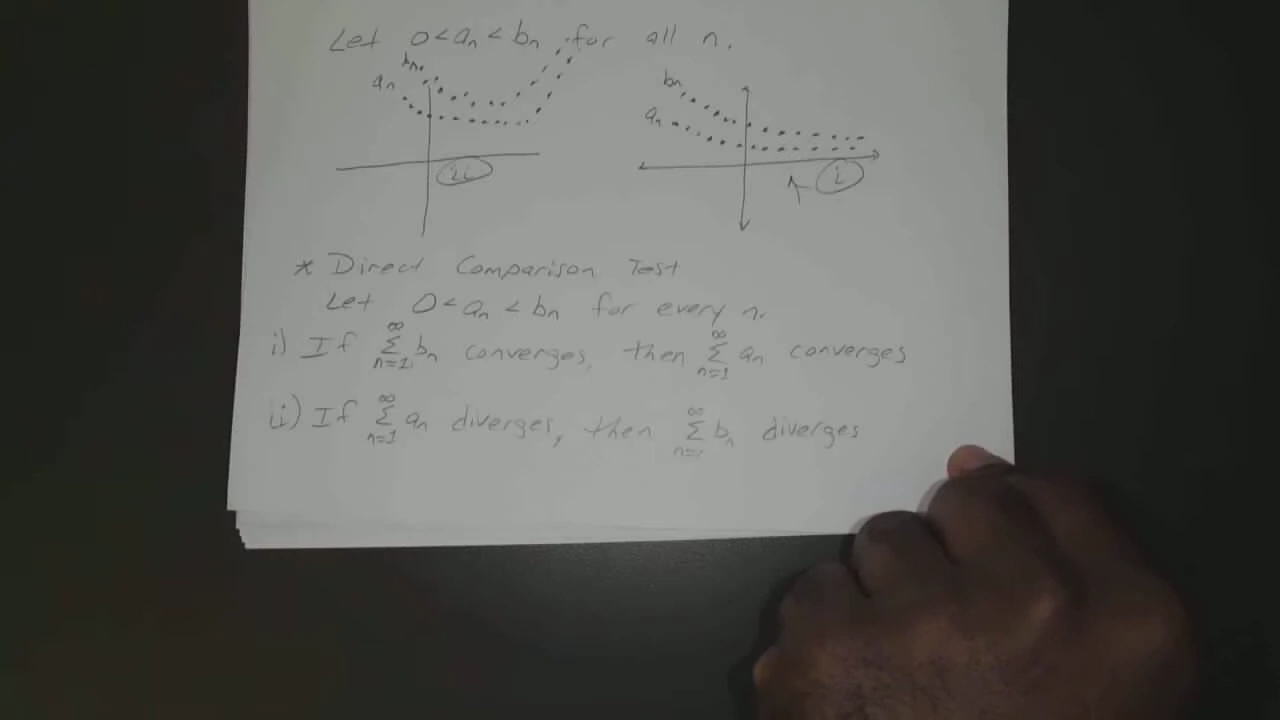 Let 0 < aₙ < bₙ for all n.
bₙ
aₙ
ii
bₙ
aₙ
i
* Direct Comparison Test
Let 0 < aₙ < bₙ for every n.
i) If ∞ Σ n=1 bₙ converges, then ∞ Σ n=1 aₙ converges
ii) If ∞ Σ n=1 aₙ diverges, then ∞ Σ n=1 bₙ diverges